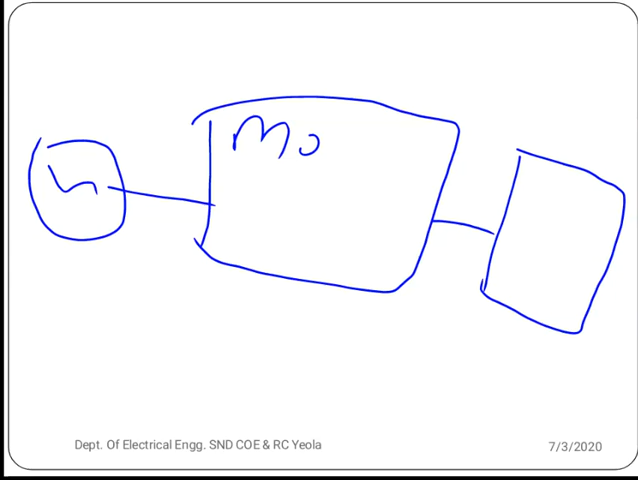 Mo
Dept. Of Electrical Engg. SND COE & RC Yeola
7/3/2020